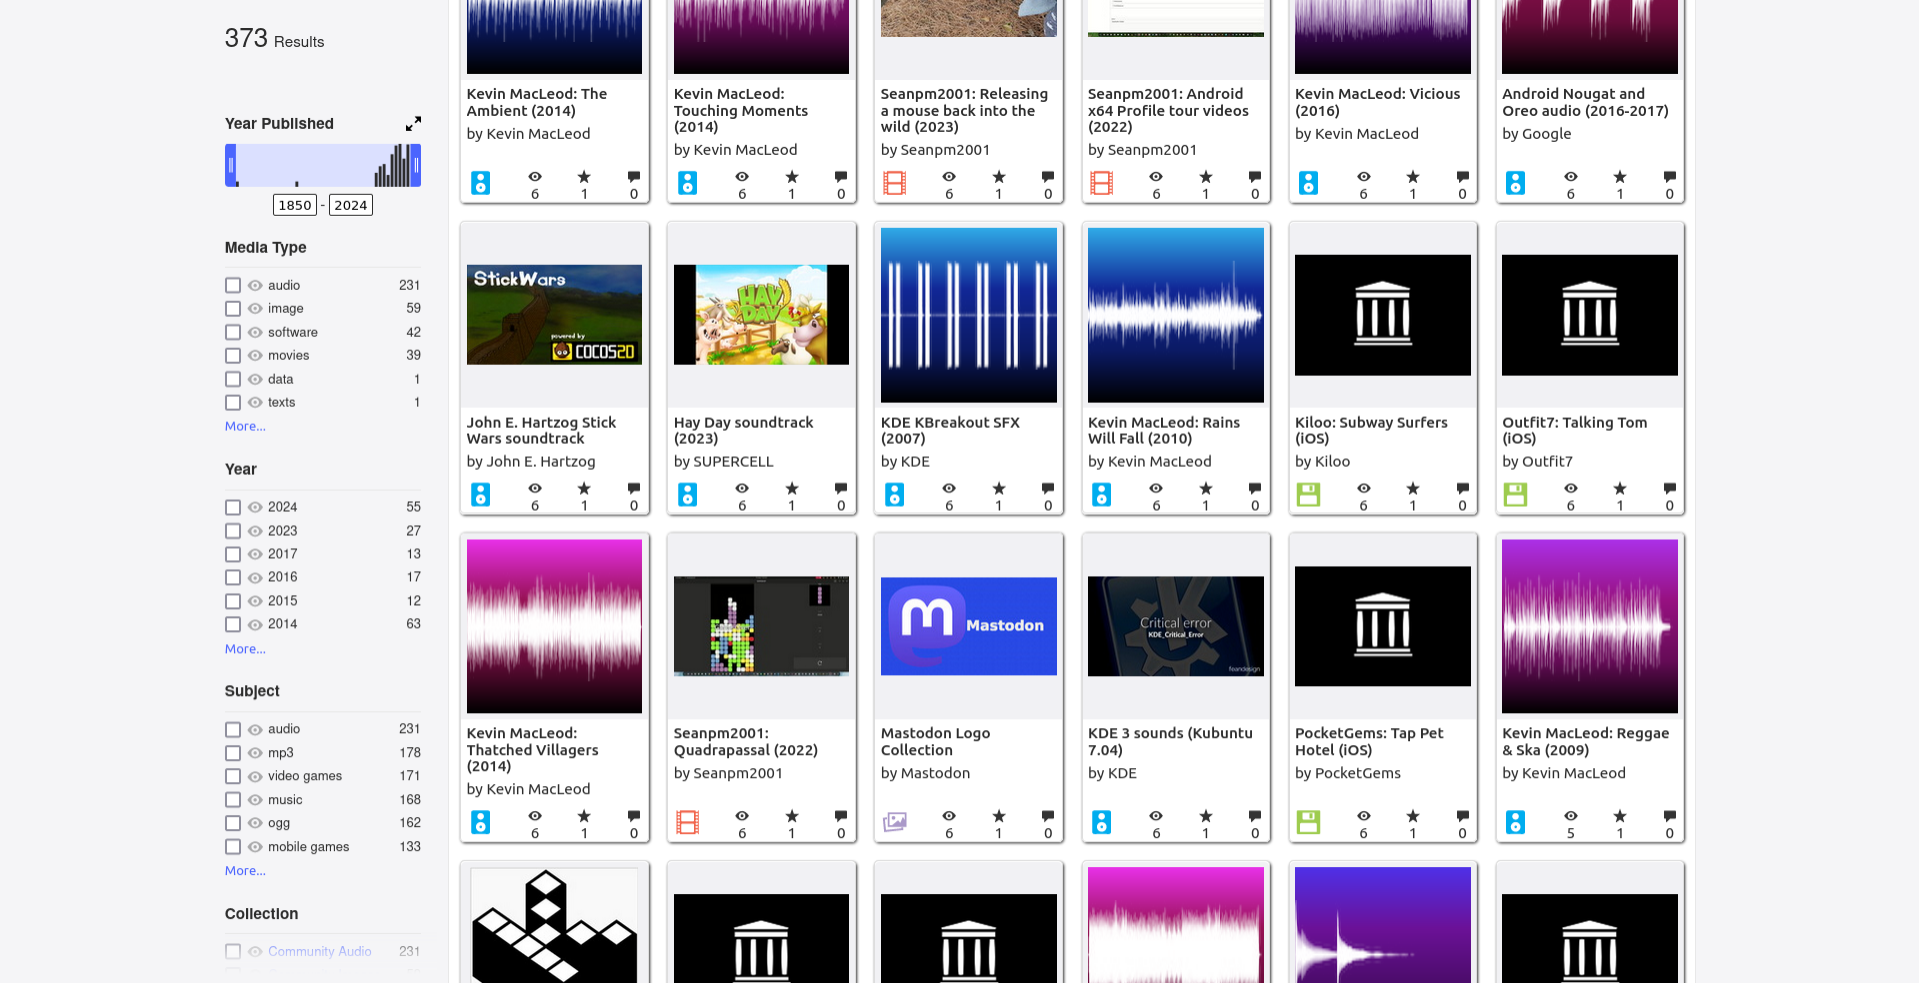 373 Results
Year Published
1850 - 2024
Media Type
audio 231
image 59
software 42
movies 39
data 1
texts 1
More...
Year
2024 55
2023 27
2017 13
2016 17
2015 12
2014 63
More...
Subject
audio 231
mp3 178
video games 171
music 168
ogg 162
mobile games 133
More...
Collection
Community Audio 231
Kevin MacLeod: The
Ambient (2014)
by Kevin MacLeod
6 1 0
Kevin MacLeod:
Touching Moments
(2014)
by Kevin MacLeod
6 1 0
Seanpm2001: Releasing
a mouse back into the
wild (2023)
by Seanpm2001
6 1 0
Seanpm2001: Android
x64 Profile tour videos
(2022)
by Seanpm2001
6 1 0
Kevin MacLeod: Vicious
(2016)
by Kevin MacLeod
6 1 0
Android Nougat and
Oreo audio (2016-2017)
by Google
6 1 0
StickWars
powered by
COCOS2D
John E. Hartzog Stick
Wars soundtrack
by John E. Hartzog
6 1 0
HAY
DAY
Hay Day soundtrack
(2023)
by SUPERCELL
6 1 0
KDE KBreakout SFX
(2007)
by KDE
6 1 0
Kevin MacLeod: Rains
Will Fall (2010)
by Kevin MacLeod
6 1 0
Kiloo: Subway Surfers
(iOS)
by Kiloo
6 1 0
Outfit7: Talking Tom
(iOS)
by Outfit7
6 1 0
Kevin MacLeod:
Thatched Villagers
(2014)
by Kevin MacLeod
6 1 0
Seanpm2001:
Quadrapassal (2022)
by Seanpm2001
6 1 0
Mastodon
Mastodon Logo
Collection
by Mastodon
6 1 0
Critical error
KDE_Critical_Error
feandesign
KDE 3 sounds (Kubuntu
7.04)
by KDE
6 1 0
PocketGems: Tap Pet
Hotel (iOS)
by PocketGems
6 1 0
Kevin MacLeod: Reggae
& Ska (2009)
by Kevin MacLeod
5 1 0